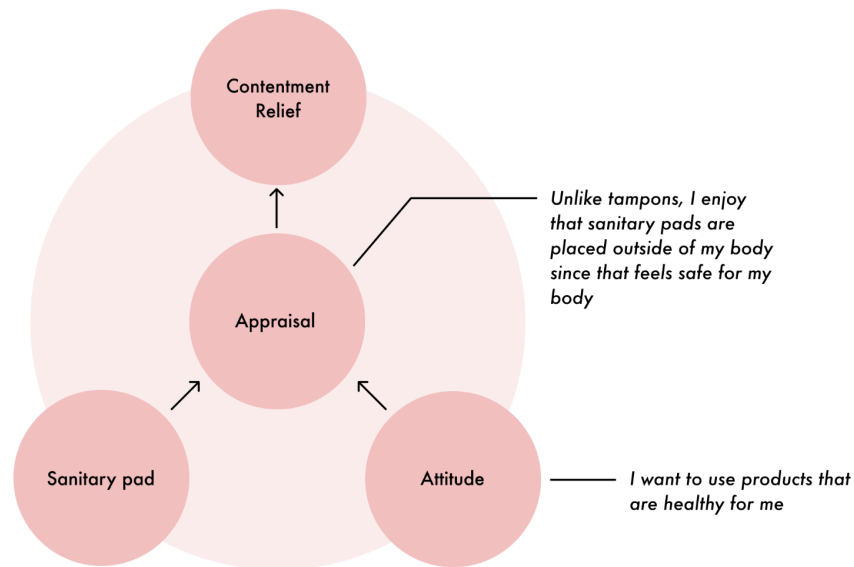 Contentment
Relief
Unlike tampons, I enjoy
that sanitary pads are
placed outside of my body
since that feels safe for my
body
Appraisal
Sanitary pad
Attitude
I want to use products that
are healthy for me